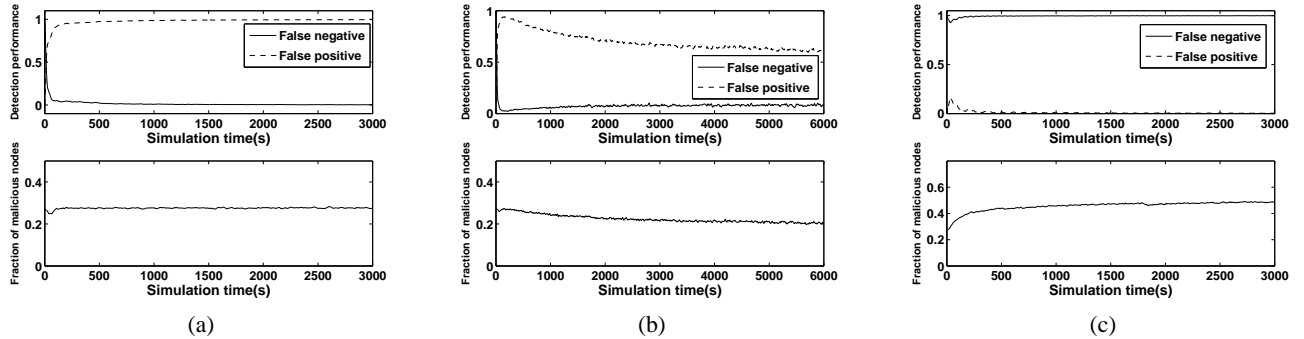 Detection performance
1
0.5
0
False negative
False positive
0 500 1000 1500 2000 2500 3000
Simulation time(s)
Fraction of malicious nodes
0.4
0.2
0
0 500 1000 1500 2000 2500 3000
Simulation time(s)
(a)
Detection performance
1
0.5
0
False negative
False positive
0 1000 2000 3000 4000 5000 6000
Simulation time(s)
Fraction of malicious nodes
0.4
0.2
0
0 1000 2000 3000 4000 5000 6000
Simulation time(s)
(b)
Detection performance
1
0.5
0
False negative
False positive
0 500 1000 1500 2000 2500 3000
Simulation time(s)
Fraction of malicious nodes
0.6
0.4
0.2
0
0 500 1000 1500 2000 2500 3000
Simulation time(s)
(c)